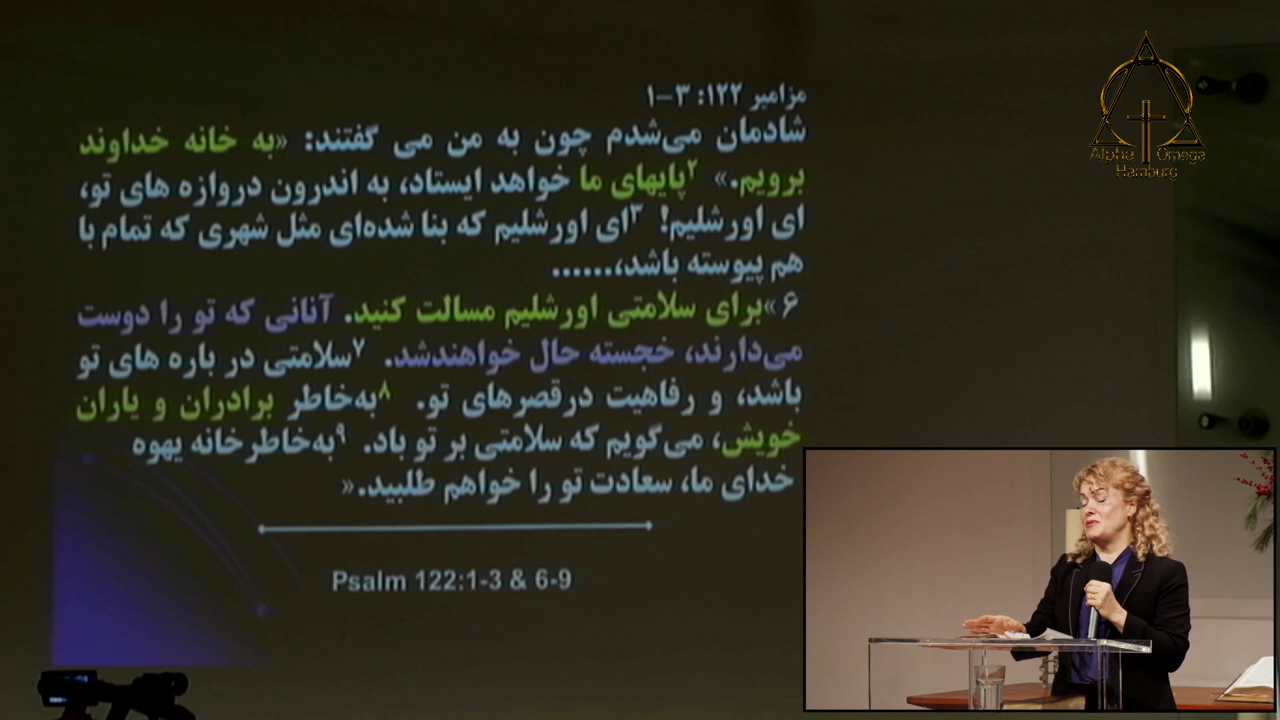 مزامیر ۱۲۲: ۳-۱
شادمان می‌شدم چون به من می گفتند: «به خانه خداوند
برویم.» ۲پایهای ما خواهد ایستاد، به اندرون دروازه های تو،
ای اورشلیم! ۳ای اورشلیم که بنا شده‌ای مثل شهری که تمام با
هم پیوسته باشد،......
۶ «برای سلامتی اورشلیم مسالت کنید. آنانی که تو را دوست
می‌دارند، خجسته حال خواهندشد. ۷سلامتی در باره های تو
باشد، و رفاهیت درقصرهای تو. ۸به‌خاطر برادران و یاران
خویش، می‌گویم که سلامتی بر تو باد. ۹به‌خاطرخانه یهوه
خدای ما، سعادت تو را خواهم طلبید.«
Psalm 122:1-3 & 6-9
Alpha Omega
Hamburg